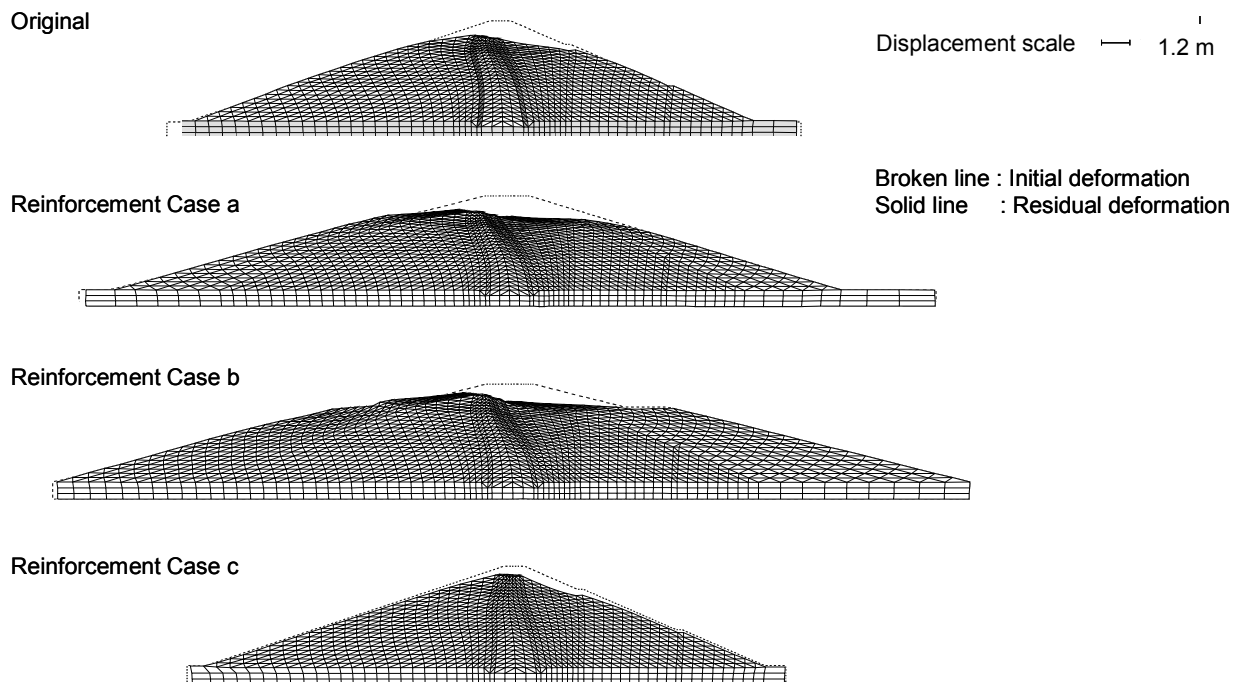 Original
Displacement scale 1.2 m
Broken line : Initial deformation
Solid line : Residual deformation
Reinforcement Case a
Reinforcement Case b
Reinforcement Case c